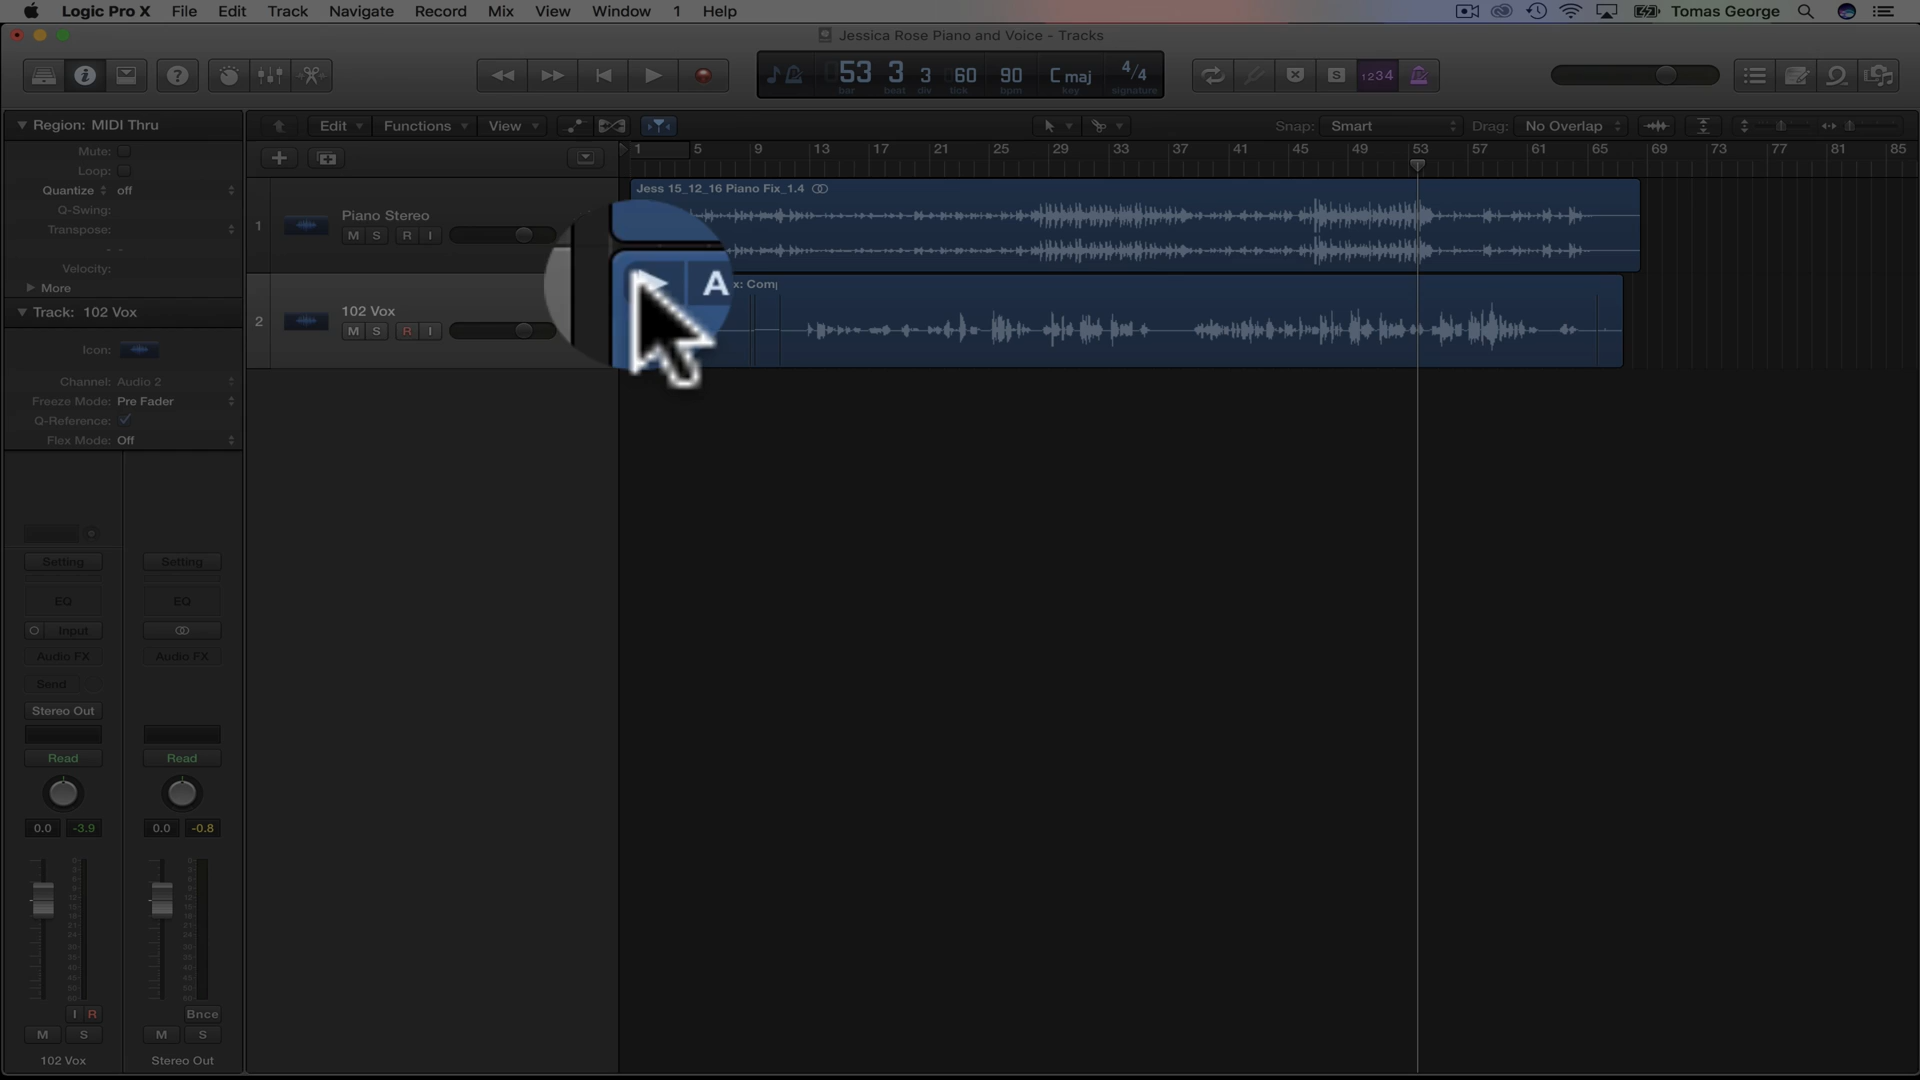 Logic Pro X File Edit Track Navigate Record Mix View Window 1 Help Tomas George
Jessica Rose Piano and Voice - Tracks
53 3 3 60 90 C maj 4/4
bar beat div tick bpm key signature
S 1234
Region: MIDI Thru
Edit Functions View Snap: Smart Drag: No Overlap
Mute:
Loop:
Quantize off
Q-Swing:
Transpose:
Velocity:
More
1 5 9 13 17 21 25 29 33 37 41 45 49 53 57 61 65 69 73 77 81 85
Jess 15_12_16 Piano Fix_1.4
1 Piano Stereo
M S R I
A x: Comp
2 102 Vox
M S R I
Track: 102 Vox
Icon:
Channel: Audio 2
Freeze Mode: Pre Fader
Q-Reference:
Flex Mode: Off
Setting Setting
EQ EQ
Input
Audio FX Audio FX
Send
Stereo Out
Read Read
0.0 -3.9 0.0 -0.8
I R Bnce
M S M S
102 Vox Stereo Out